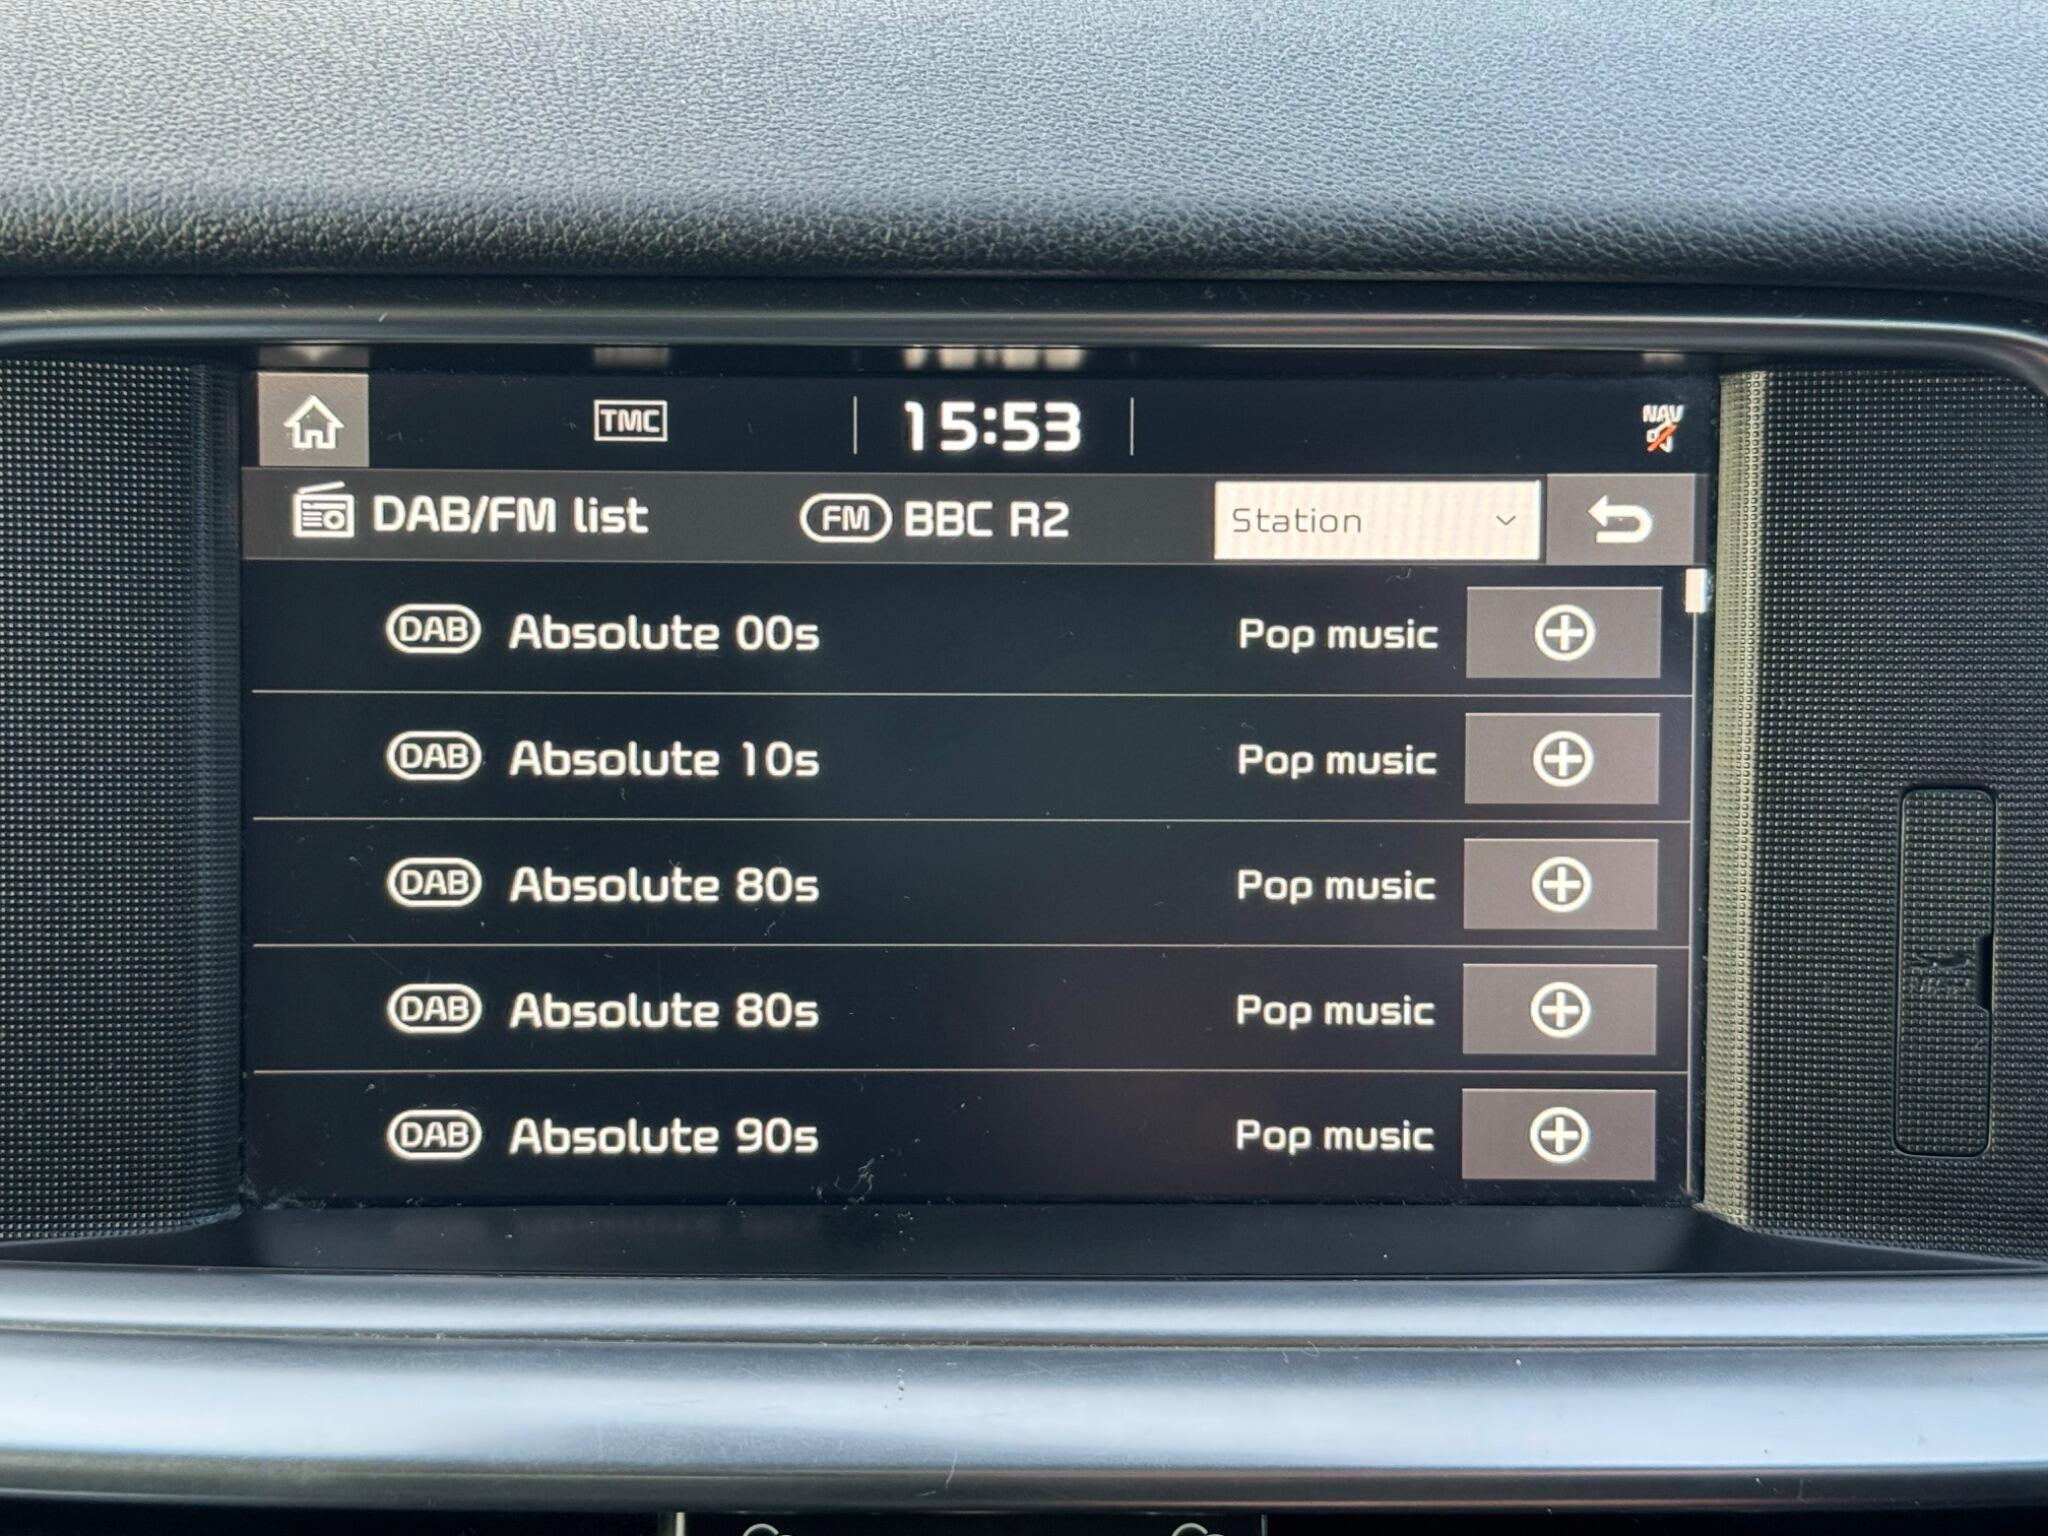 TMC 15:53 NAV
DAB/FM list FM BBC R2 Station
DAB Absolute 00s Pop music
DAB Absolute 10s Pop music
DAB Absolute 80s Pop music
DAB Absolute 80s Pop music
DAB Absolute 90s Pop music